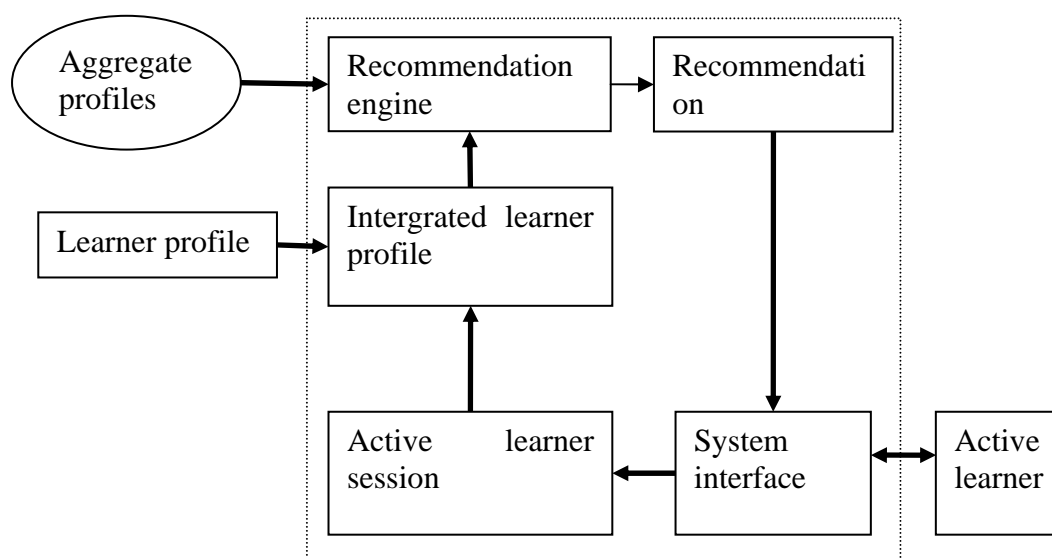 Aggregate
profiles
Recommendation
engine
Recommendati
on
Learner profile
Intergrated learner
profile
Active learner
session
System
interface
Active
learner